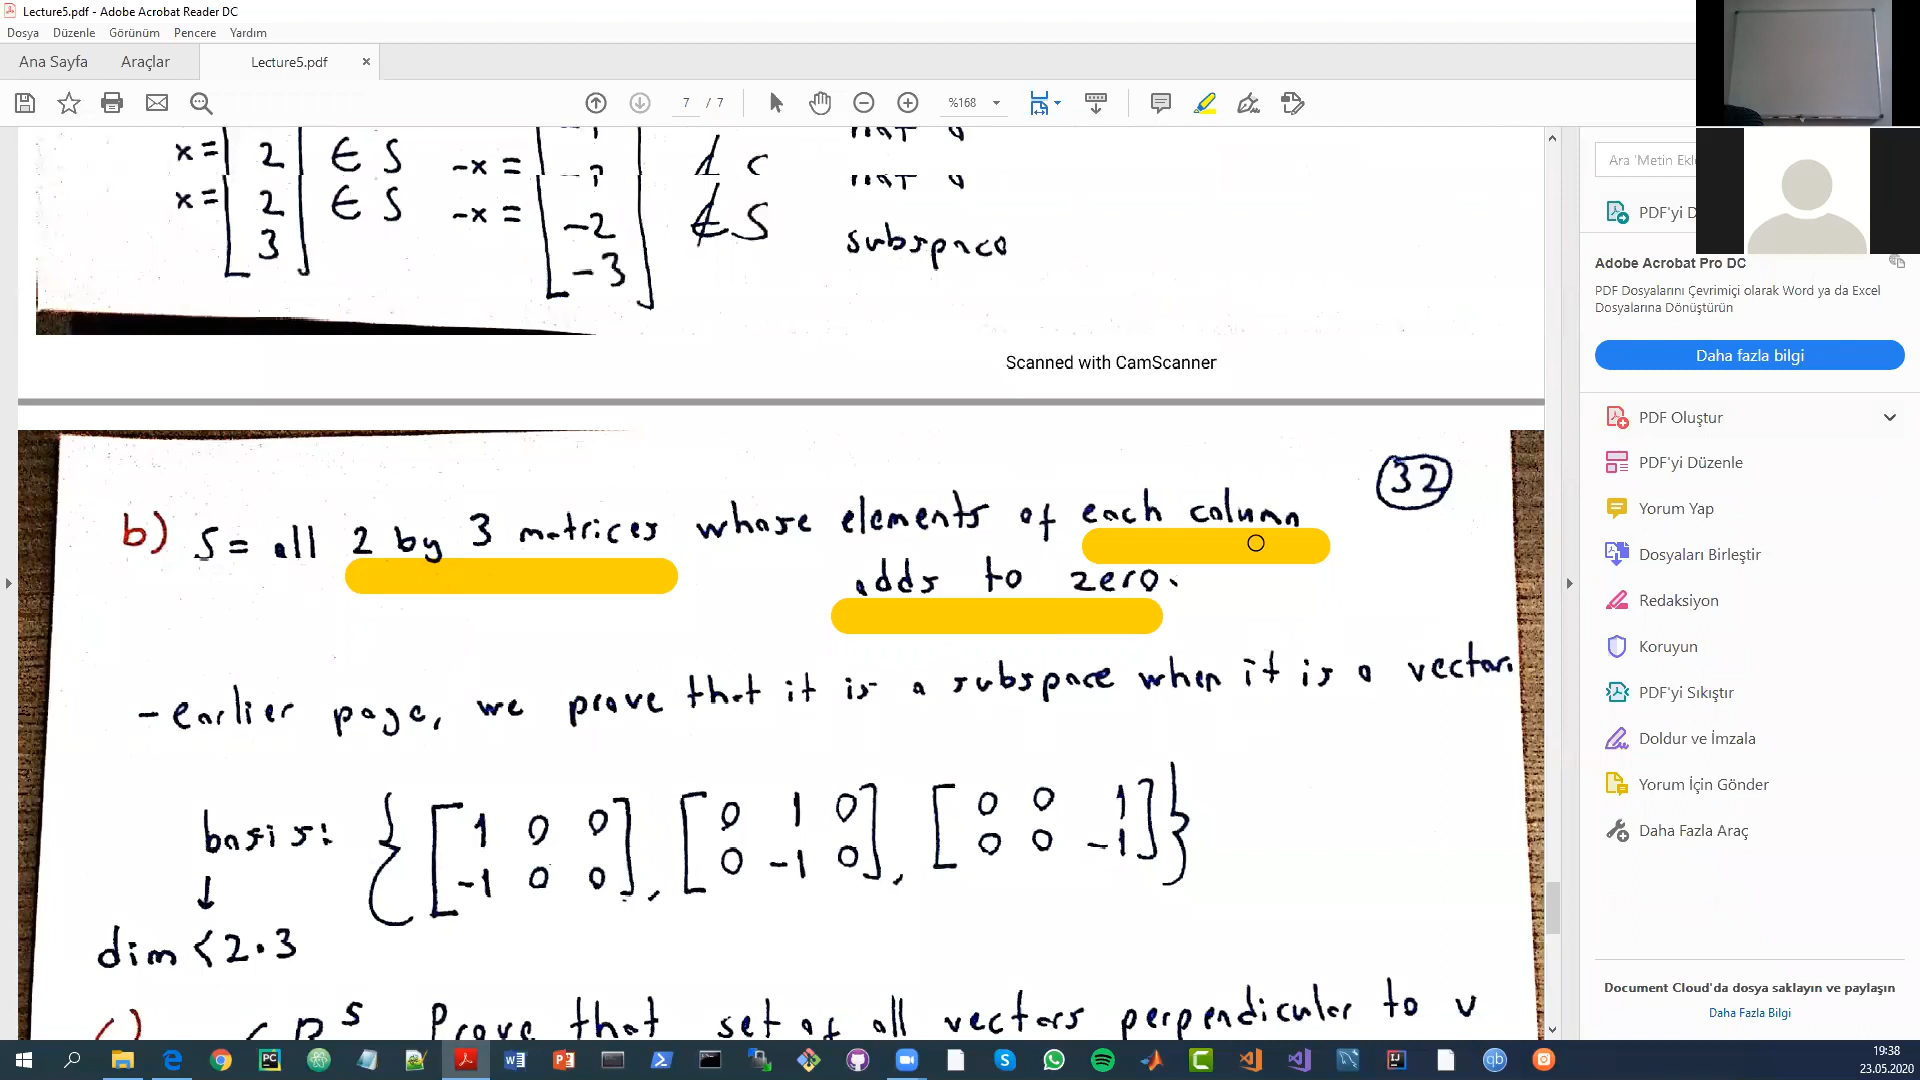 Lecture5.pdf - Adobe Acrobat Reader DC
Dosya Düzenle Görünüm Pencere Yardım
Ana Sayfa Araçlar Lecture5.pdf ×
7 / 7 %168
x = 2 ∈ S -x =
x = 2 ∈ S -x = -2 ∉ S
3 -3 subspace
Scanned with CamScanner
32
b) S = all 2 by 3 matrices whose elements of each column
adds to zero.
- earlier page, we prove that it is a subspace when it is a vector.
basis: { [ 1 0 0 ] , [ 0 1 0 ] , [ 0 0 1 ] }
-1 0 0 0 -1 0 0 0 -1
↓
dim < 2.3
Prove that set of all vectors perpendicular to v
Ara 'Metin Ekl
PDF'yi D
Adobe Acrobat Pro DC
PDF Dosyalarını Çevrimiçi olarak Word ya da Excel
Dosyalarına Dönüştürün
Daha fazla bilgi
PDF Oluştur
PDF'yi Düzenle
Yorum Yap
Dosyaları Birleştir
Redaksiyon
Koruyun
PDF'yi Sıkıştır
Doldur ve İmzala
Yorum İçin Gönder
Daha Fazla Araç
Document Cloud'da dosya saklayın ve paylaşın
Daha Fazla Bilgi
19:38
23.05.2020